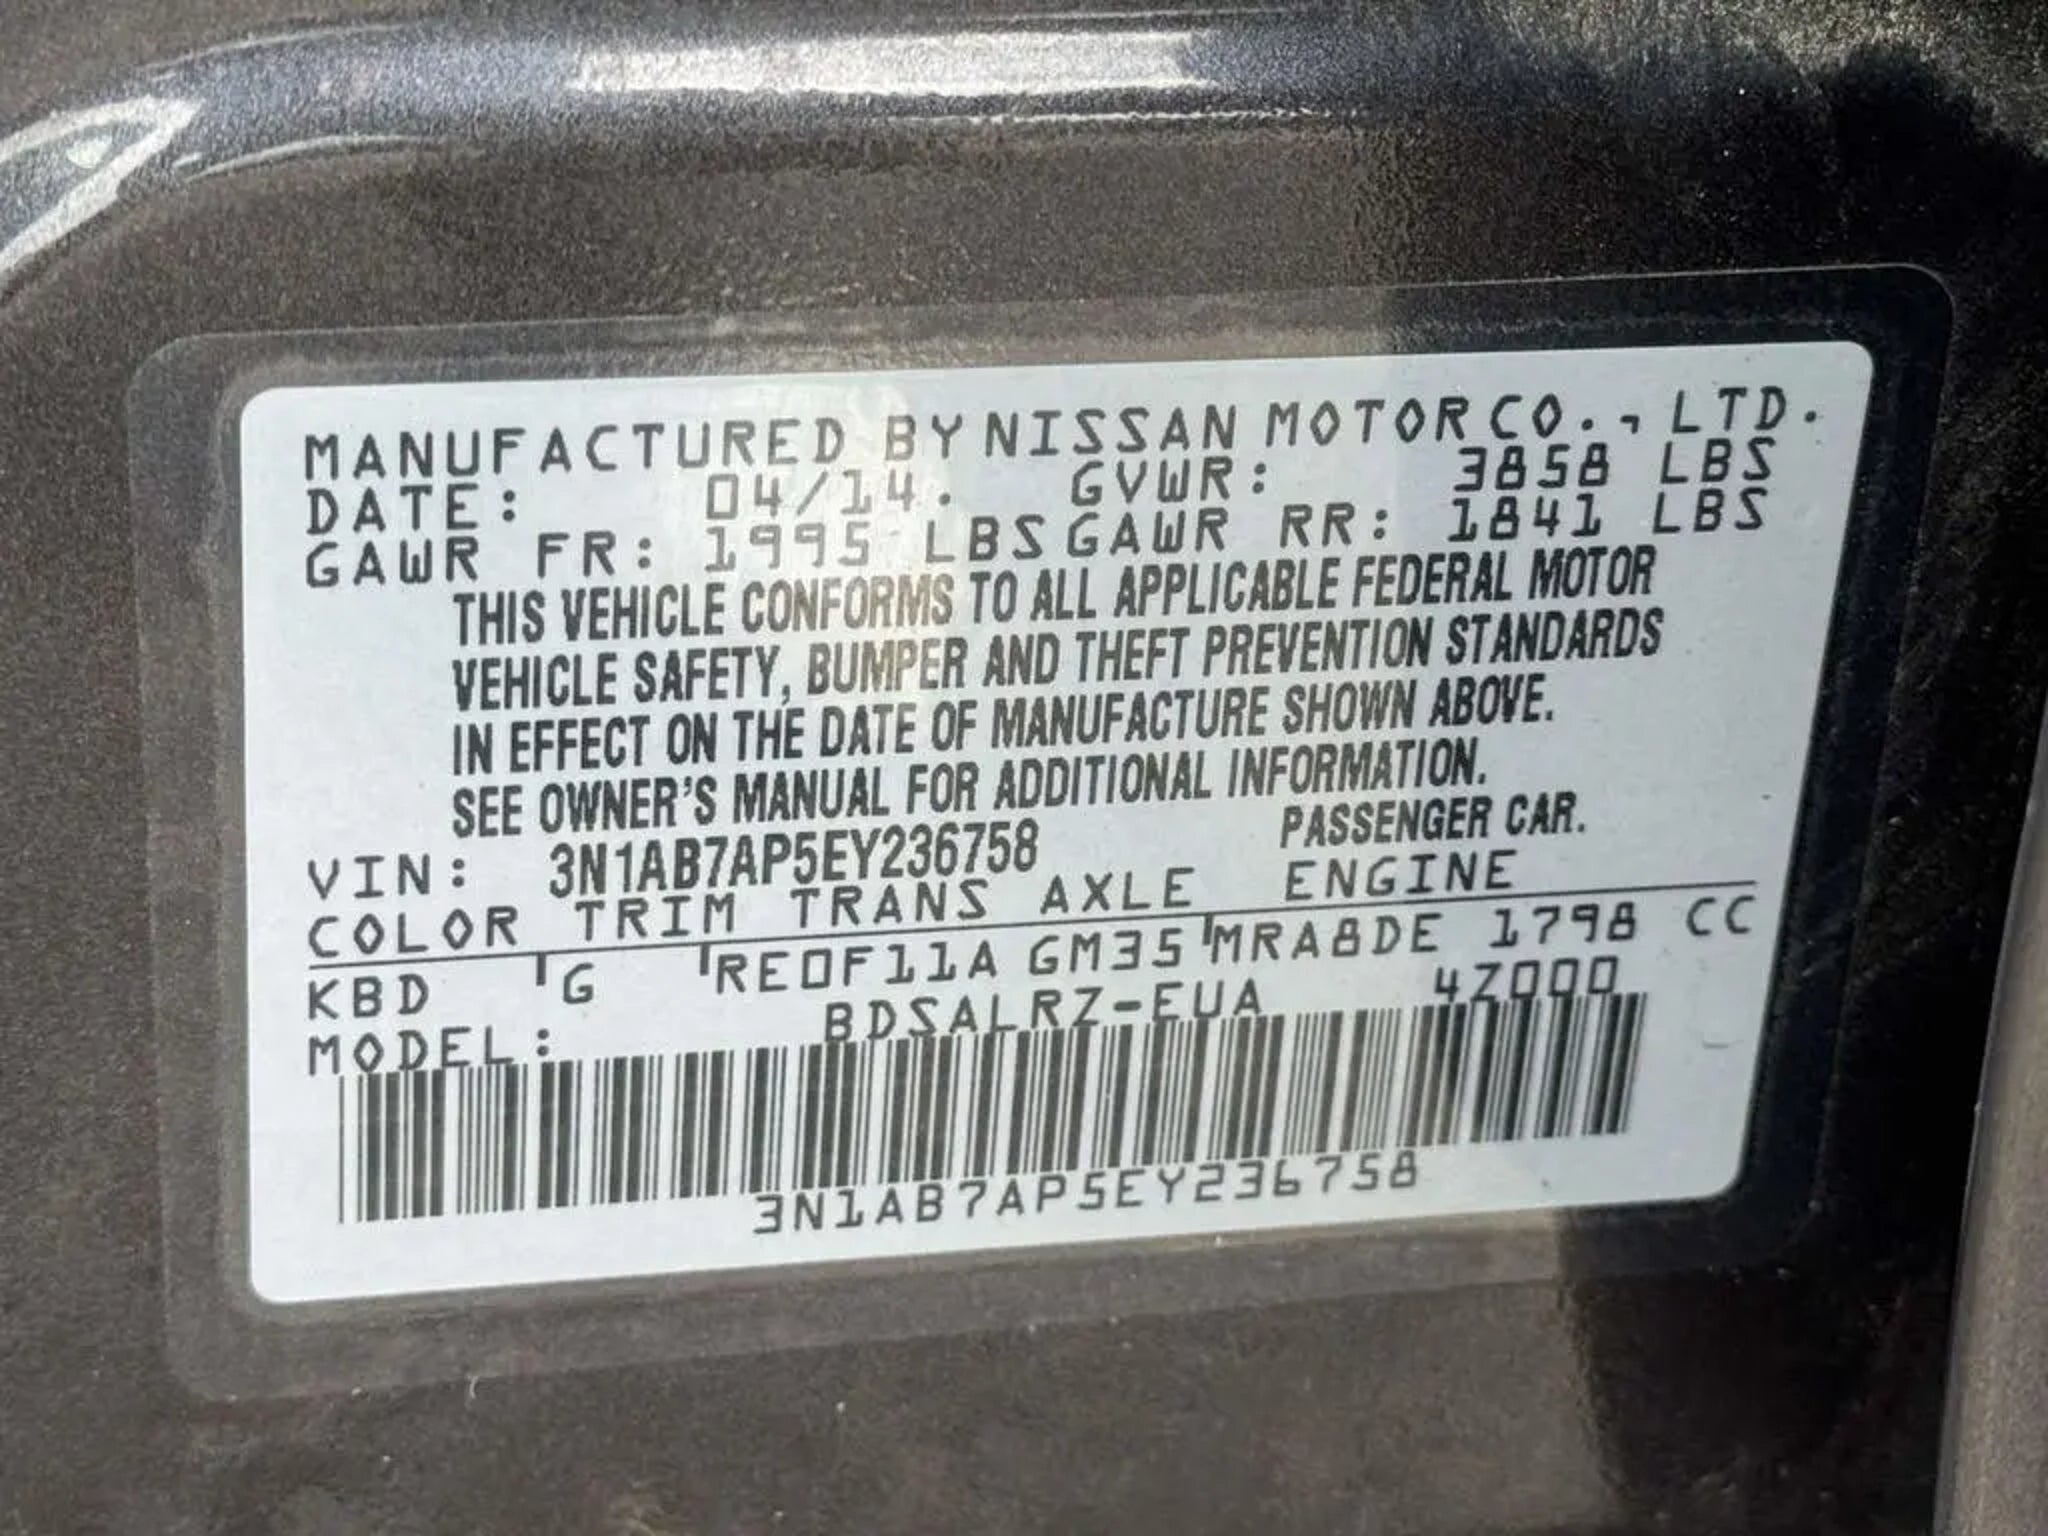 MANUFACTURED BY NISSAN MOTOR CO., LTD.
DATE: 04/14. GVWR: 3858 LBS
GAWR FR: 1995 LBS GAWR RR: 1841 LBS
THIS VEHICLE CONFORMS TO ALL APPLICABLE FEDERAL MOTOR
VEHICLE SAFETY, BUMPER AND THEFT PREVENTION STANDARDS
IN EFFECT ON THE DATE OF MANUFACTURE SHOWN ABOVE.
SEE OWNER'S MANUAL FOR ADDITIONAL INFORMATION.
VIN: 3N1AB7AP5EY236758 PASSENGER CAR.
COLOR TRIM TRANS AXLE ENGINE
KBD G RE0F11A GM35 MRA8DE 1798 CC
MODEL: BDSALRZ-EUA 4Z000
3N1AB7AP5EY236758